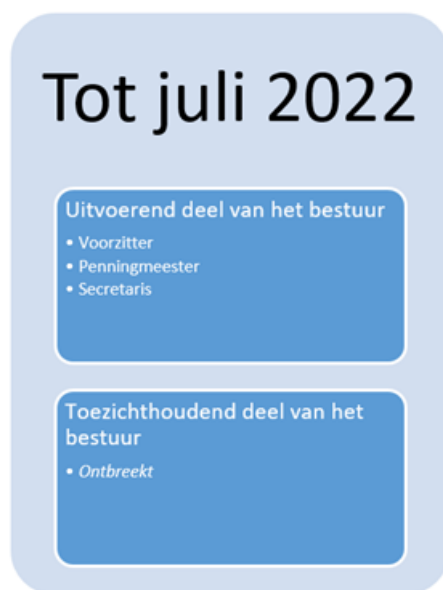 Tot juli 2022
Uitvoerend deel van het bestuur
• Voorzitter
• Penningmeester
• Secretaris
Toezichthoudend deel van het
bestuur
• Ontbreekt